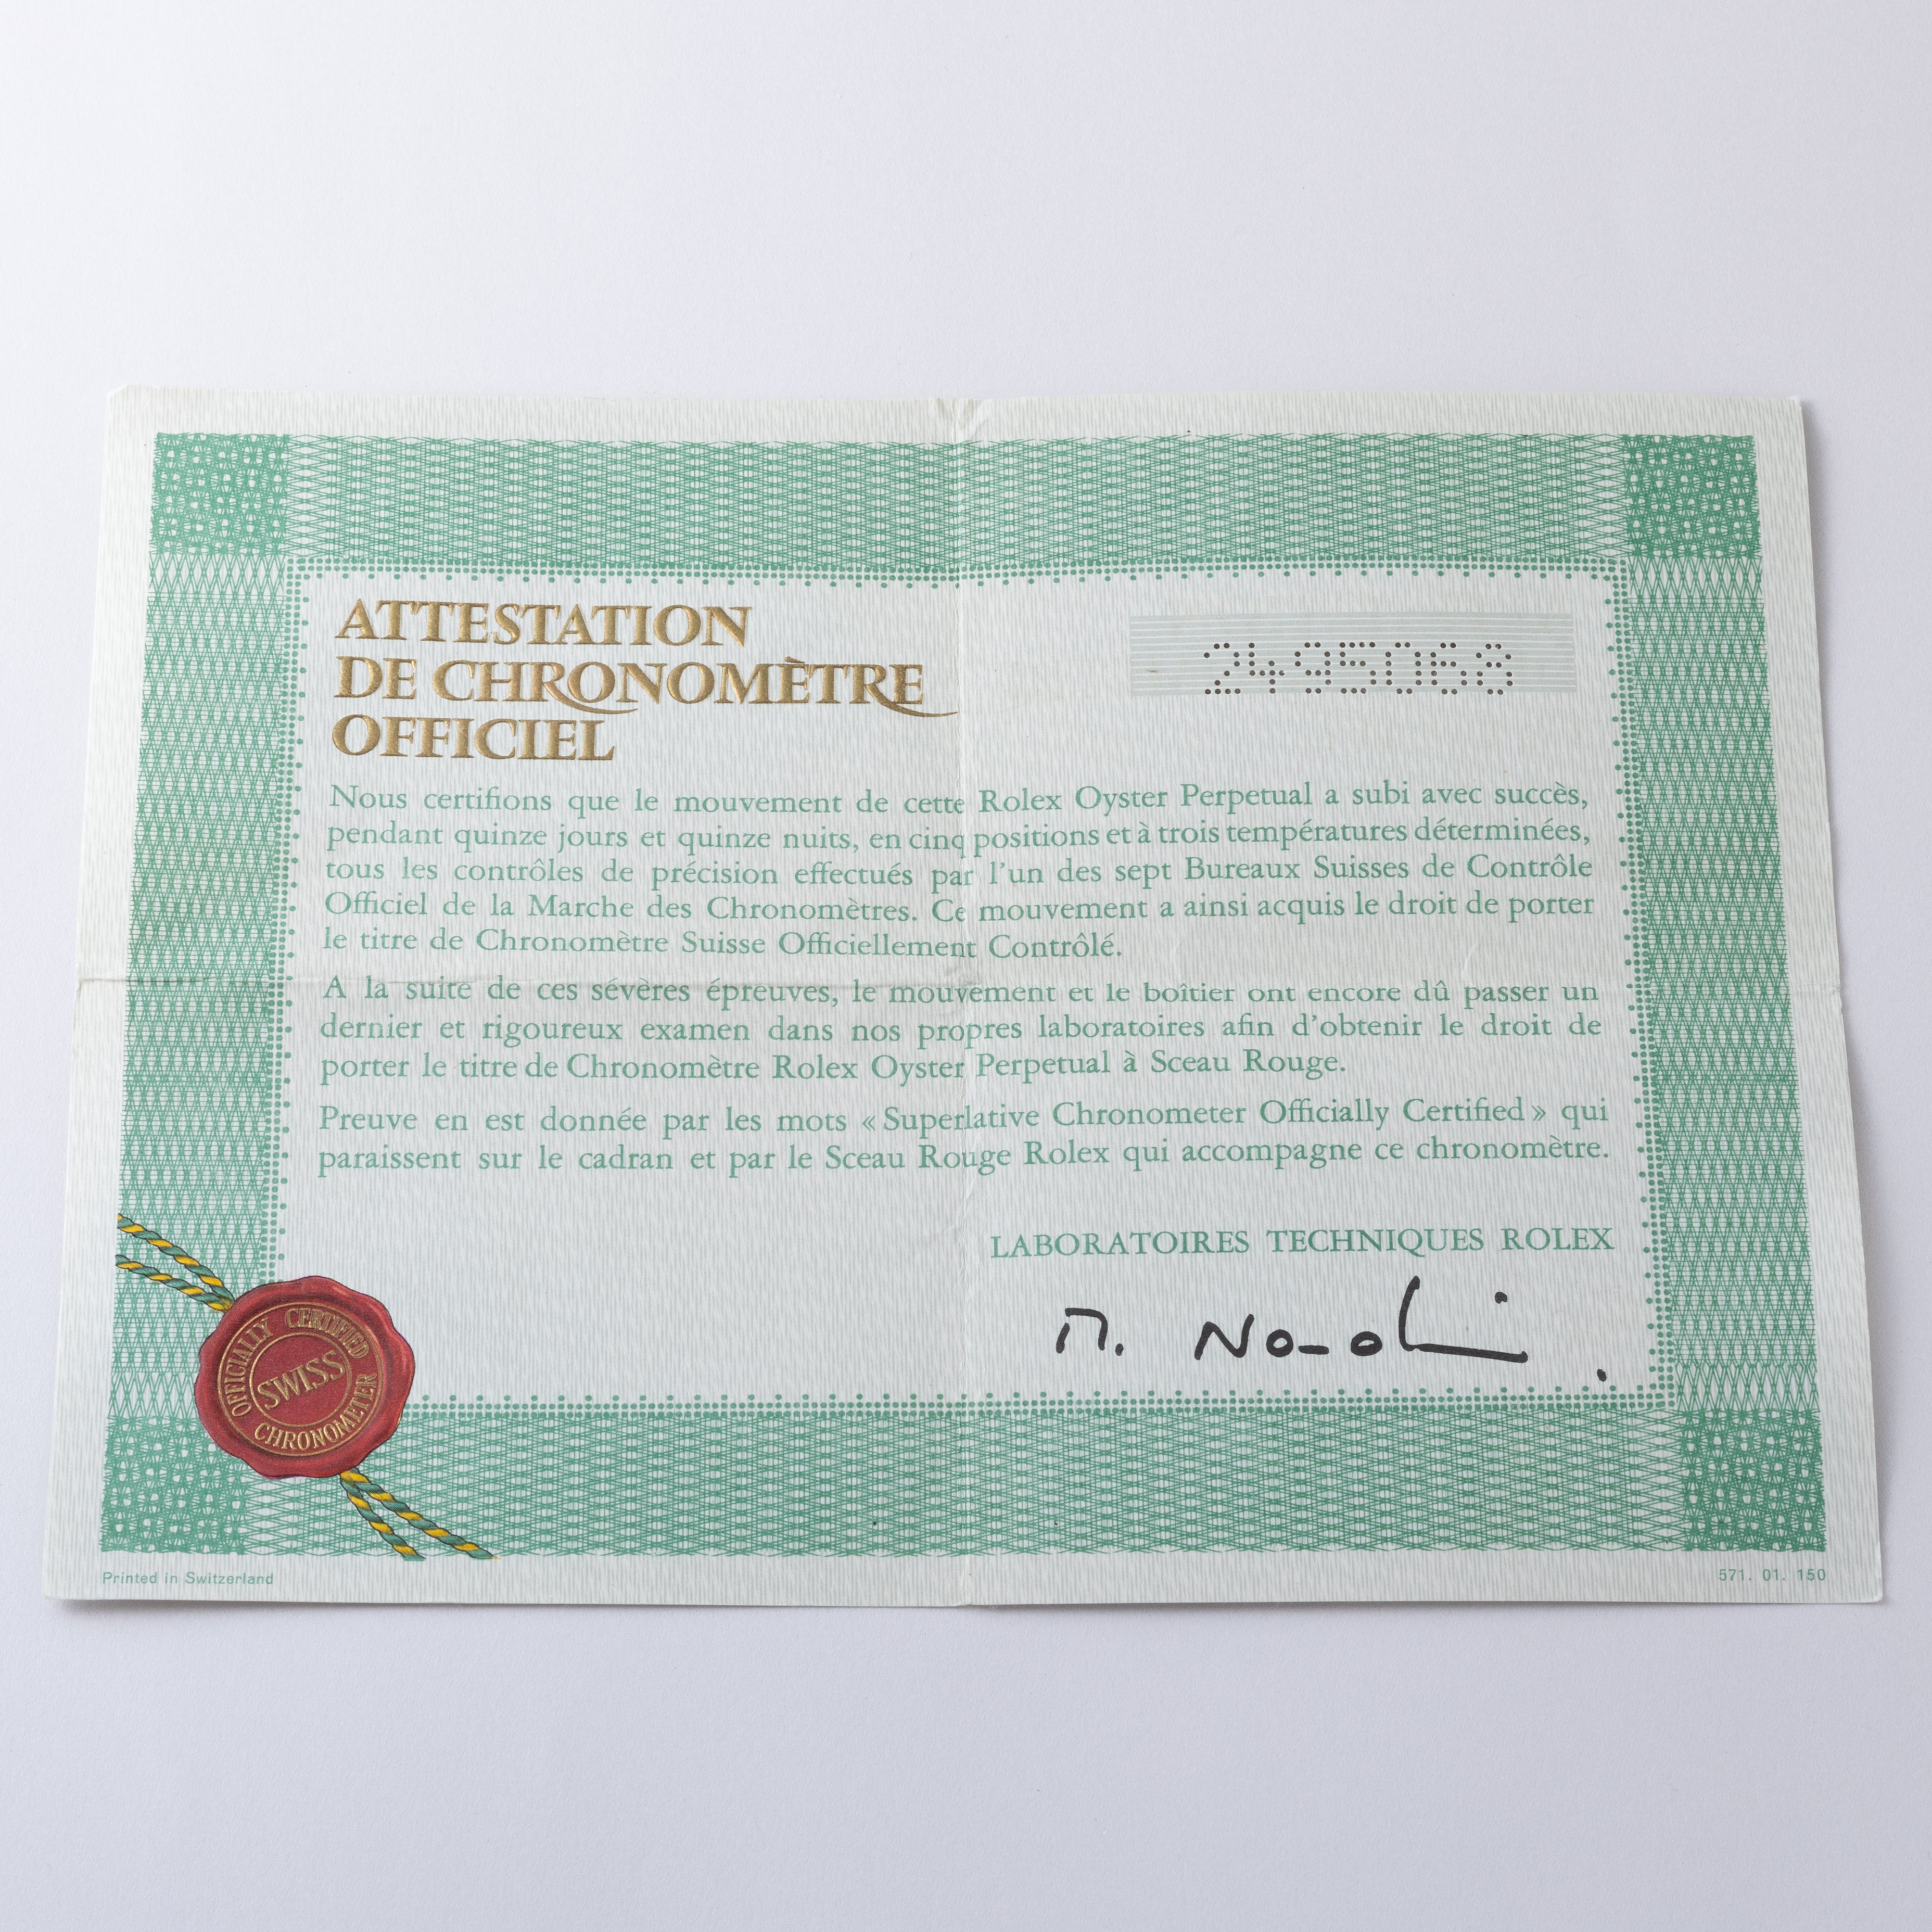 ATTESTATION
DE CHRONOMÈTRE
OFFICIEL
2495068
Nous certifions que le mouvement de cette Rolex Oyster Perpetual a subi avec succès,
pendant quinze jours et quinze nuits, en cinq positions et à trois températures déterminées,
tous les contrôles de précision effectués par l'un des sept Bureaux Suisses de Contrôle
Officiel de la Marche des Chronomètres. Ce mouvement a ainsi acquis le droit de porter
le titre de Chronomètre Suisse Officiellement Contrôlé.
A la suite de ces sévères épreuves, le mouvement et le boîtier ont encore dû passer un
dernier et rigoureux examen dans nos propres laboratoires afin d'obtenir le droit de
porter le titre de Chronomètre Rolex Oyster Perpetual à Sceau Rouge.
Preuve en est donnée par les mots « Superlative Chronometer Officially Certified » qui
paraissent sur le cadran et par le Sceau Rouge Rolex qui accompagne ce chronomètre.
LABORATOIRES TECHNIQUES ROLEX
OFFICIALLY CERTIFIED
SWISS
CHRONOMETER
Printed in Switzerland
571. 01. 150